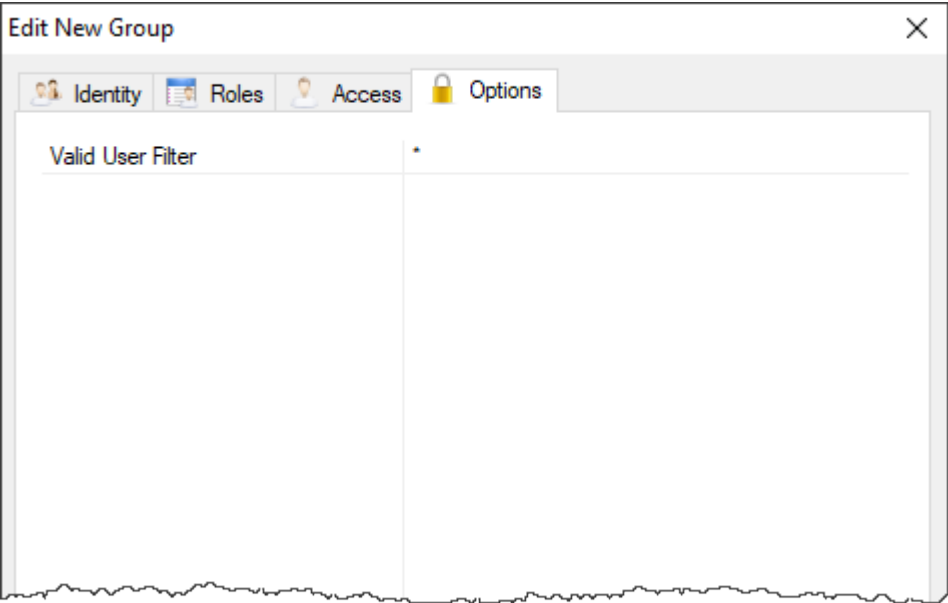 Edit New Group
Identity Roles Access Options
Valid User Filter *